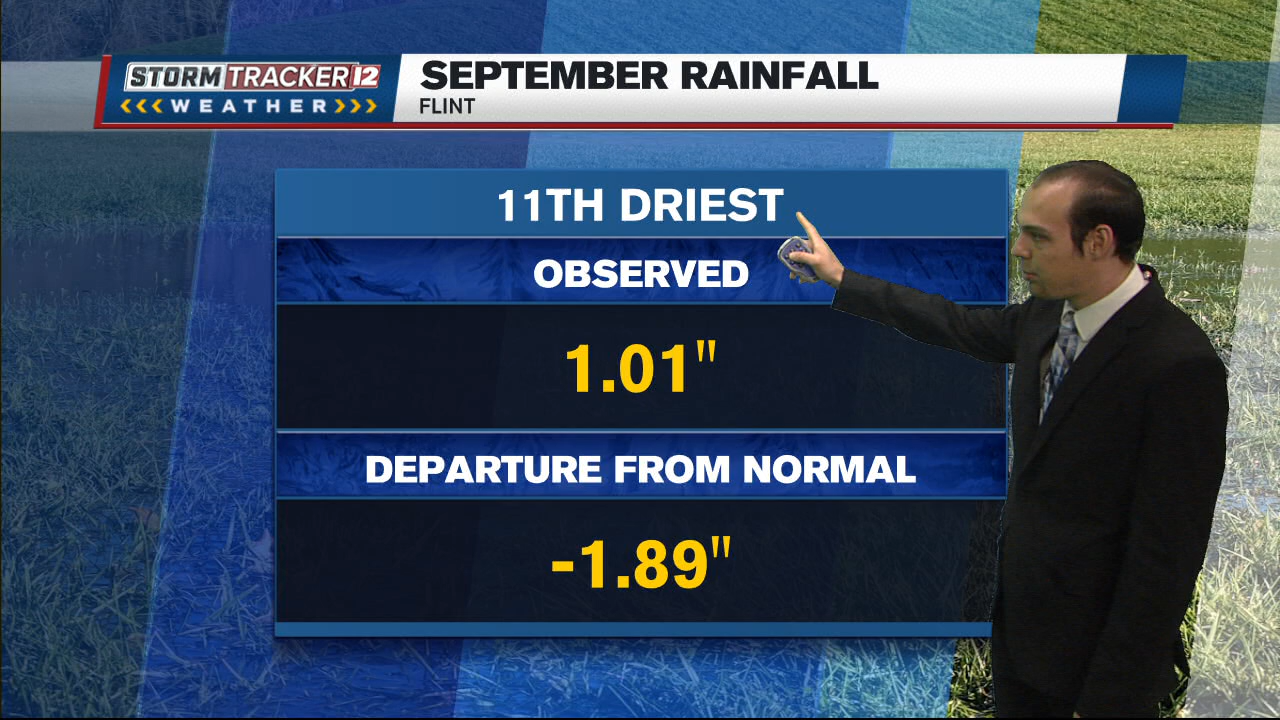 STORMTRACKER12
<<<WEATHER>>>
SEPTEMBER RAINFALL
FLINT
11TH DRIEST
OBSERVED
1.01"
DEPARTURE FROM NORMAL
-1.89"